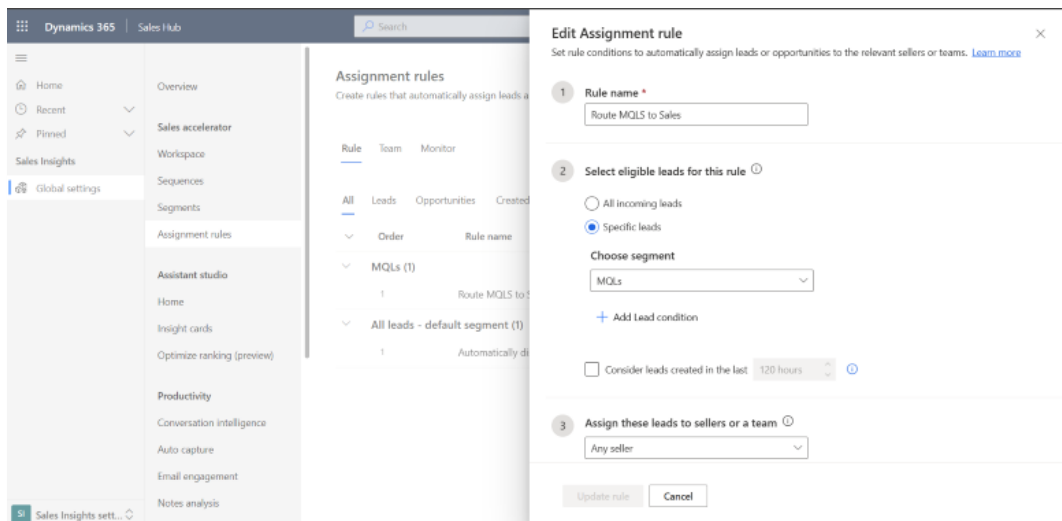 Dynamics 365 Sales Hub Search
Home
Recent
Pinned
Sales Insights
Global settings
SI Sales Insights sett...
Overview
Sales accelerator
Workspace
Sequences
Segments
Assignment rules
Assistant studio
Home
Insight cards
Optimize ranking (preview)
Productivity
Conversation intelligence
Auto capture
Email engagement
Notes analysis
Assignment rules
Create rules that automatically assign leads a
Rule Team Monitor
All Leads Opportunities Created
Order Rule name
MQLs (1)
1 Route MQLS to S
All leads - default segment (1)
1 Automatically di
Edit Assignment rule
Set rule conditions to automatically assign leads or opportunities to the relevant sellers or teams. Learn more
1 Rule name *
Route MQLS to Sales
2 Select eligible leads for this rule
All incoming leads
Specific leads
Choose segment
MQLs
+ Add Lead condition
Consider leads created in the last 120 hours
3 Assign these leads to sellers or a team
Any seller
Update rule Cancel